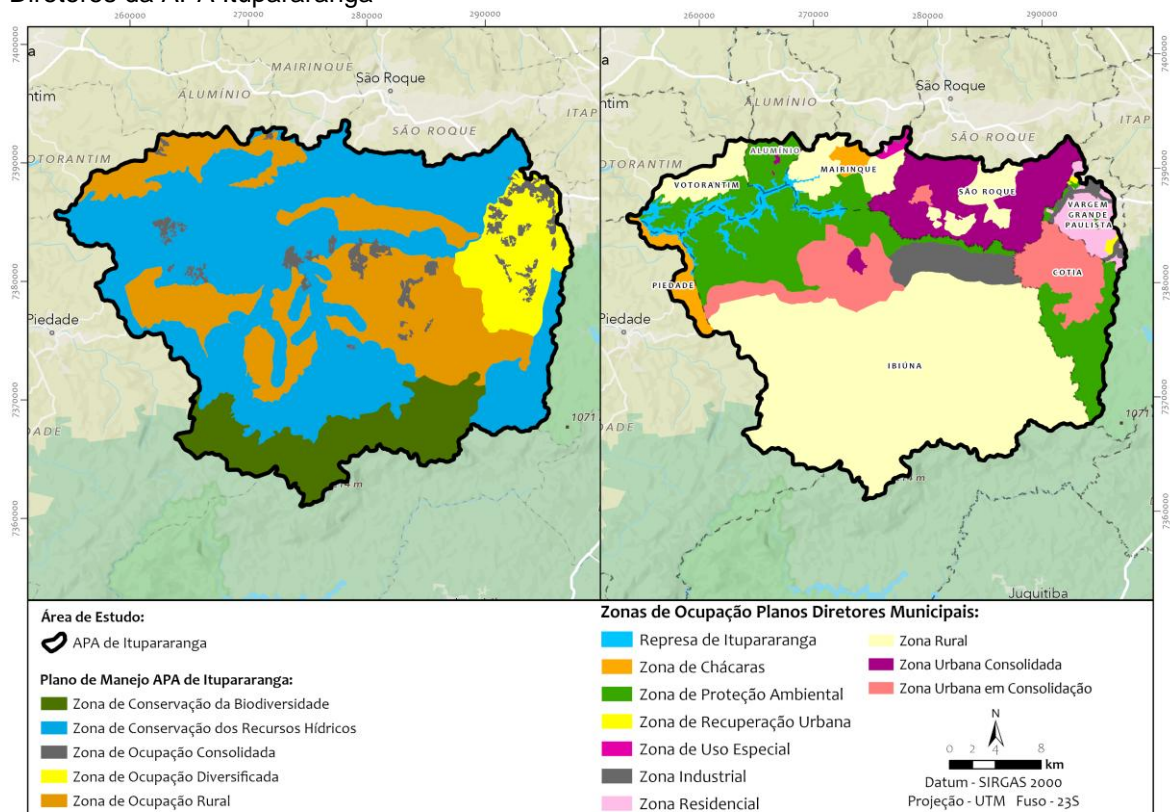 Diretores da APA Itupararanga
260000
270000
280000
290000
260000
270000
280000
290000
7400000
7390000
7380000
7370000
7360000
a
MAIRINQUE
São Roque
ntim
ALUMÍNIO
SÃO ROQUE
ITAP
OTORANTIM
Piedade
DADE
1071
14 m
a
São Roque
ntim
ALUMÍNIO
SÃO ROQUE
ITAP
OTORANTIM
ALUMÍNIO
MAIRINQUE
VOTORANTIM
SÃO ROQUE
VARGEM
GRANDE
PAULISTA
COTIA
PIEDADE
Piedade
IBIÚNA
DADE
1071
14 m
Juquitiba
7400000
7390000
7380000
7370000
7360000
Área de Estudo:
APA de Itupararanga
Plano de Manejo APA de Itupararanga:
Zona de Conservação da Biodiversidade
Zona de Conservação dos Recursos Hídricos
Zona de Ocupação Consolidada
Zona de Ocupação Diversificada
Zona de Ocupação Rural
Zonas de Ocupação Planos Diretores Municipais:
Represa de Itupararanga
Zona de Chácaras
Zona de Proteção Ambiental
Zona de Recuperação Urbana
Zona de Uso Especial
Zona Industrial
Zona Residencial
Zona Rural
Zona Urbana Consolidada
Zona Urbana em Consolidação
N
0 2 4 8
km
Datum - SIRGAS 2000
Projeção - UTM Fuso - 23S